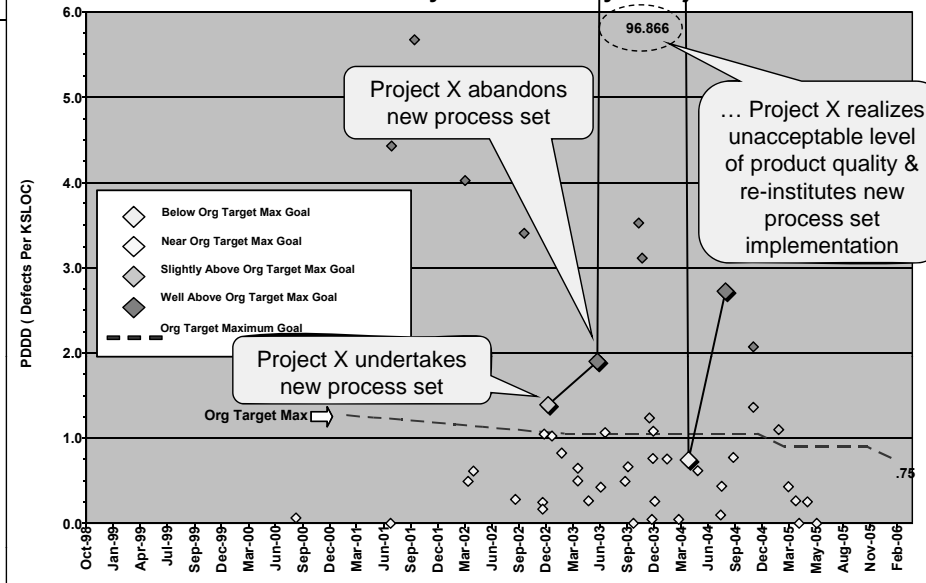 6.0
5.0
4.0
3.0
2.0
1.0
0.0
PDDD ( Defects Per KSLOC)
96.866
Project X abandons
new process set
… Project X realizes
unacceptable level
of product quality &
re-institutes new
process set
implementation
Below Org Target Max Goal
Near Org Target Max Goal
Slightly Above Org Target Max Goal
Well Above Org Target Max Goal
Org Target Maximum Goal
Project X undertakes
new process set
Org Target Max
.75
Oct-98
Jan-99
Apr-99
Jul-99
Sep-99
Nov-99
Mar-00
Jun-00
Sep-00
Dec-00
Mar-01
Jun-01
Sep-01
Dec-01
Mar-02
Jun-02
Sep-02
Dec-02
Mar-03
Jun-03
Sep-03
Dec-03
Mar-04
Jun-04
Sep-04
Dec-04
Mar-05
May-05
Aug-05
Nov-05
Feb-06